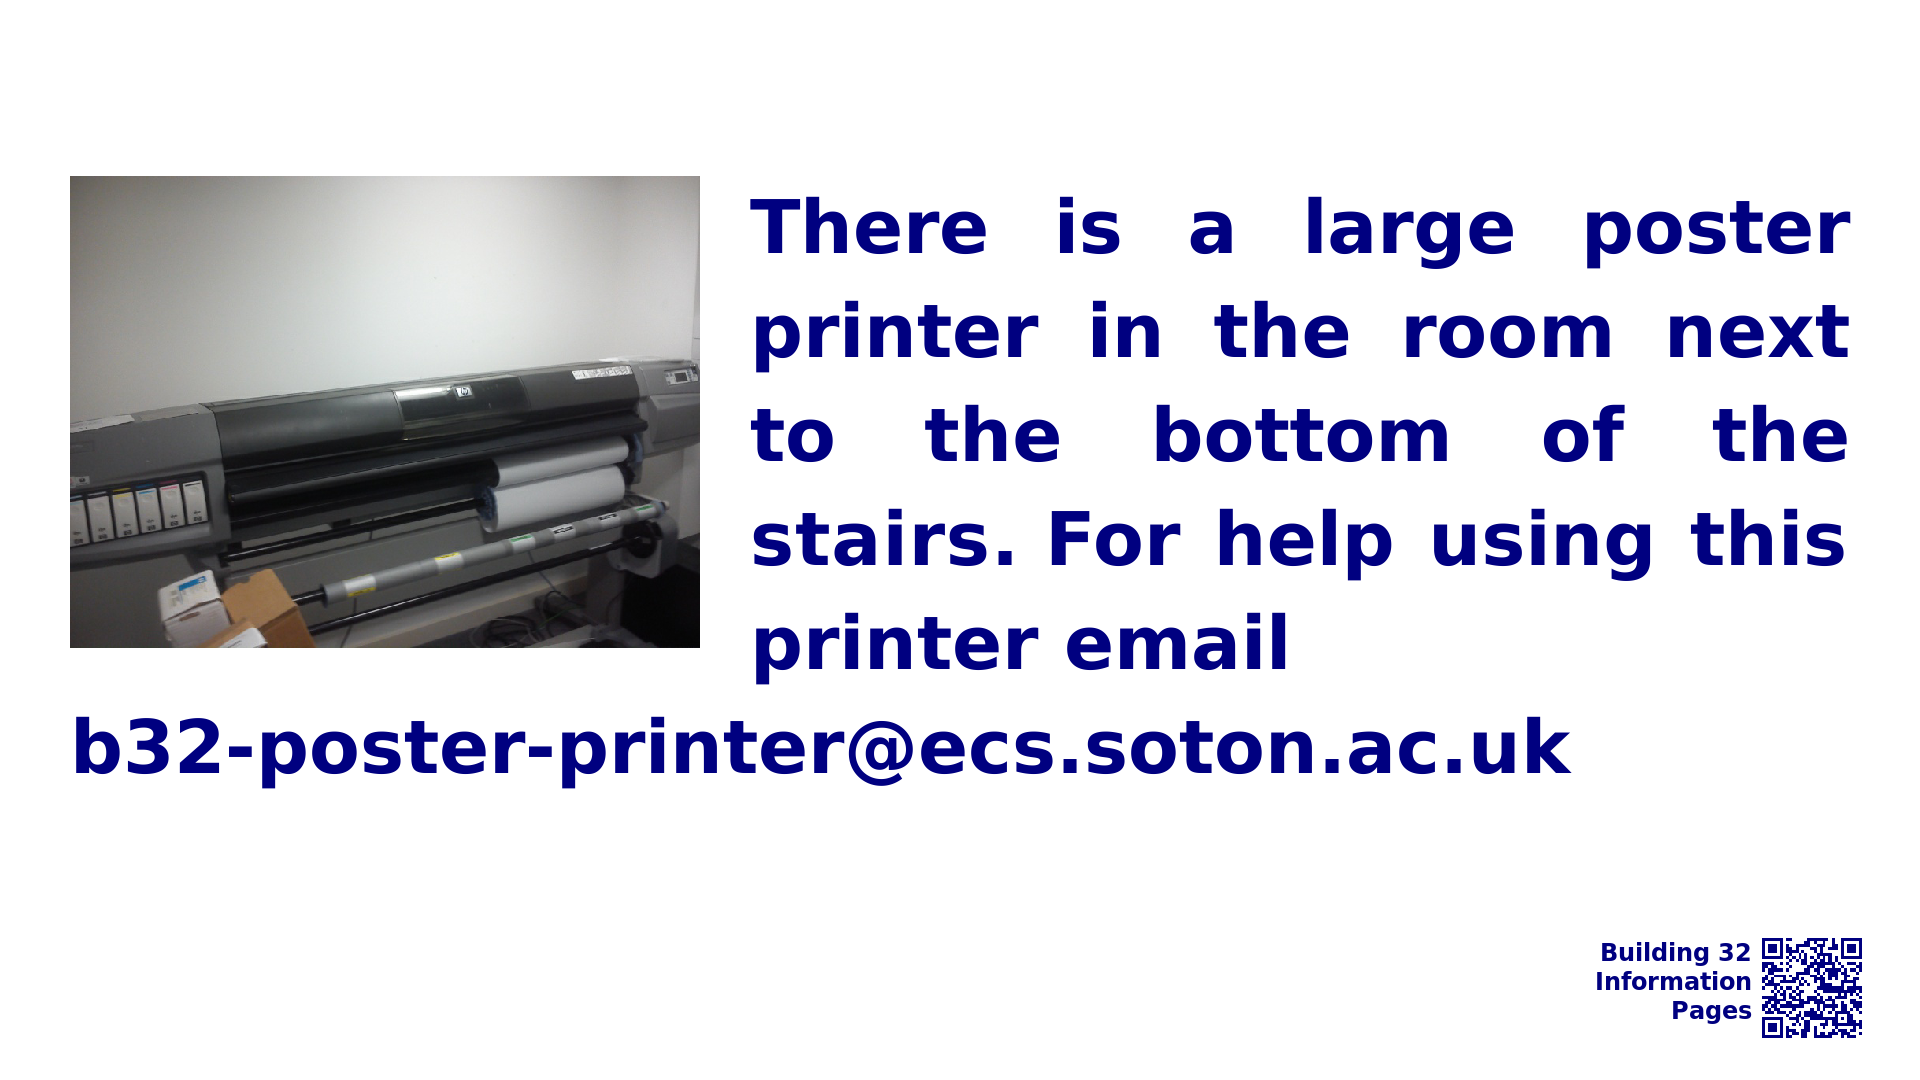 There is a large poster
printer in the room next
to the bottom of the
stairs. For help using this
printer email
b32-poster-printer@ecs.soton.ac.uk
Building 32
Information
Pages